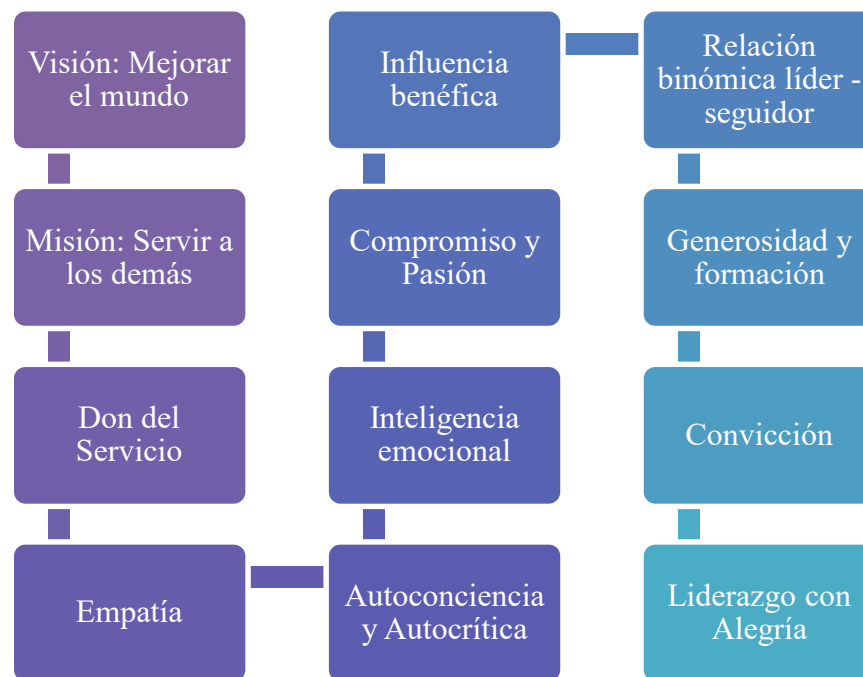 Visión: Mejorar
el mundo
Misión: Servir a
los demás
Don del
Servicio
Empatía
Autoconciencia
y Autocrítica
Inteligencia
emocional
Compromiso y
Pasión
Influencia
benéfica
Relación
binómica líder -
seguidor
Generosidad y
formación
Convicción
Liderazgo con
Alegría